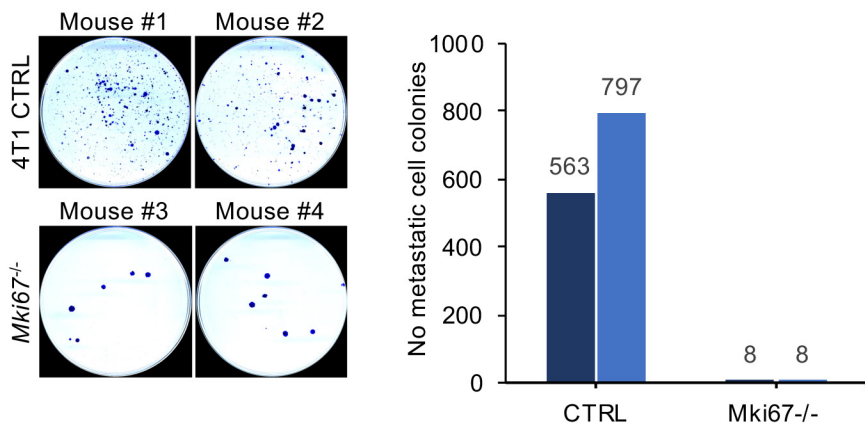 Mouse #1 Mouse #2
4T1 CTRL
Mouse #3 Mouse #4
Mki67-/-
No metastatic cell colonies
1000
800
600
400
200
0
563
797
8
8
CTRL
Mki67-/-